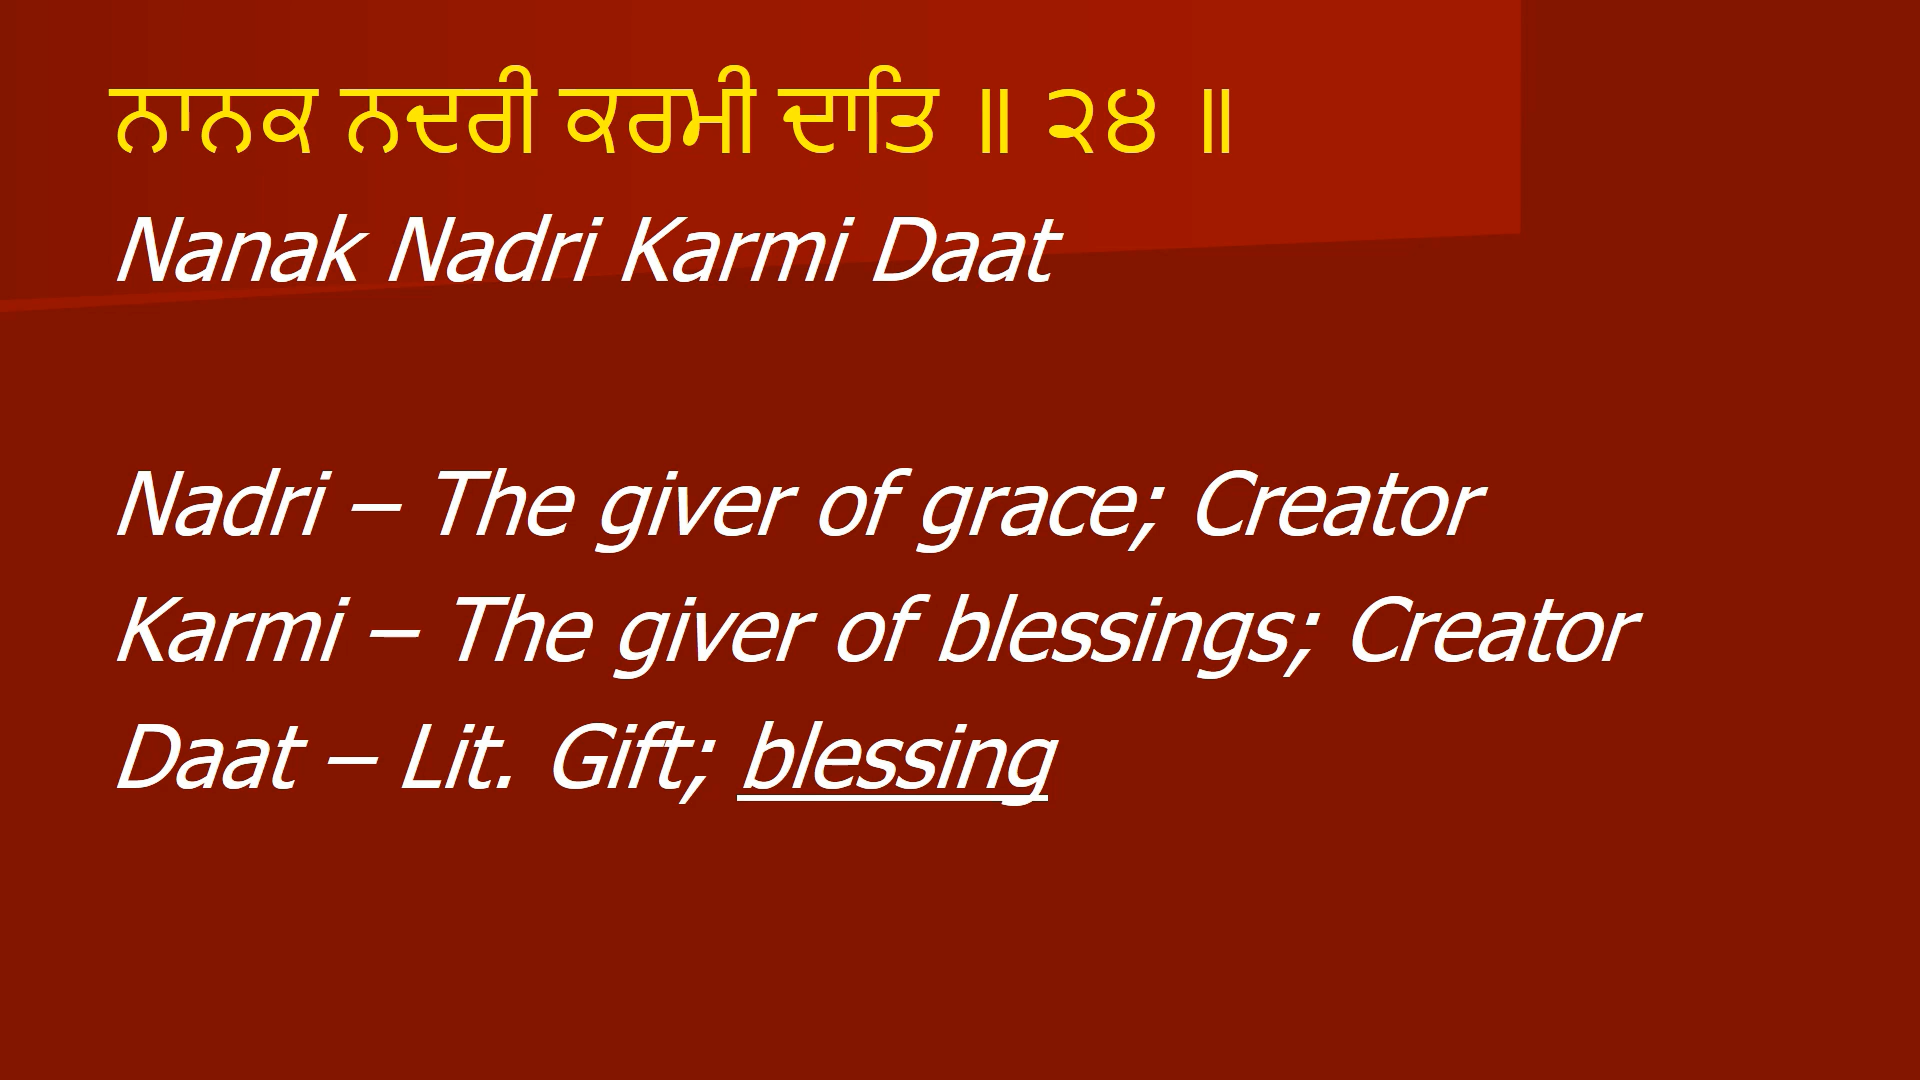 ਨਾਨਕ ਨਦਰੀ ਕਰਮੀ ਦਾਤਿ ॥ ੨੪ ॥
Nanak Nadri Karmi Daat
Nadri – The giver of grace; Creator
Karmi – The giver of blessings; Creator
Daat – Lit. Gift; blessing